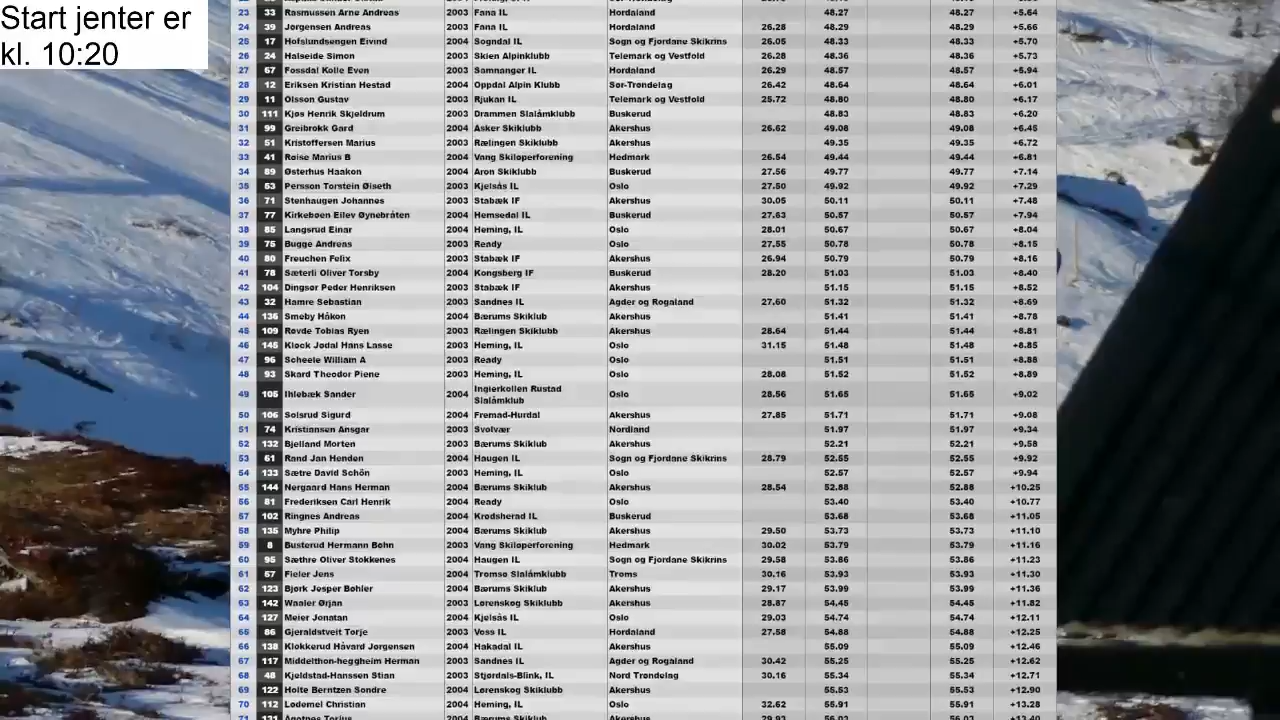 Start jenter er
kl. 10:20
23 33 Rasmussen Arne Andreas 2003 Fana IL Hordaland 48.27 48.27 +5.64
24 39 Jørgensen Andreas 2003 Fana IL Hordaland 26.28 48.29 48.29 +5.66
25 17 Hofslundsengen Eivind 2004 Sogndal IL Sogn og Fjordane Skikrins 26.05 48.33 48.33 +5.70
26 24 Halseide Simon 2003 Skien Alpinklubb Telemark og Vestfold 26.28 48.36 48.36 +5.73
27 67 Fossdal Kolle Even 2003 Samnanger IL Hordaland 26.29 48.57 48.57 +5.94
28 12 Eriksen Kristian Hestad 2004 Oppdal Alpin Klubb Sør-Trøndelag 26.42 48.64 48.64 +6.01
29 11 Olsson Gustav 2003 Rjukan IL Telemark og Vestfold 25.72 48.80 48.80 +6.17
30 111 Kjøs Henrik Skjeldrum 2003 Drammen Slalåmklubb Buskerud 48.83 48.83 +6.20
31 99 Greibrokk Gard 2004 Asker Skiklubb Akershus 26.62 49.08 49.08 +6.45
32 51 Kristoffersen Marius 2003 Rælingen Skiklubb Akershus 49.35 49.35 +6.72
33 41 Røise Marius B 2004 Vang Skiløperforening Hedmark 26.54 49.44 49.44 +6.81
34 89 Østerhus Haakon 2004 Aron Skiklubb Buskerud 27.56 49.77 49.77 +7.14
35 53 Persson Torstein Øiseth 2003 Kjelsås IL Oslo 27.50 49.92 49.92 +7.29
36 71 Stenhaugen Johannes 2003 Stabæk IF Akershus 30.05 50.11 50.11 +7.48
37 77 Kirkebøen Eilev Øynebråten 2004 Hemsedal IL Buskerud 27.63 50.57 50.57 +7.94
38 85 Langsrud Einar 2004 Heming, IL Oslo 28.01 50.67 50.67 +8.04
39 75 Bugge Andreas 2003 Ready Oslo 27.55 50.78 50.78 +8.15
40 80 Freuchen Felix 2003 Stabæk IF Akershus 26.94 50.79 50.79 +8.16
41 78 Sæterli Oliver Torsby 2004 Kongsberg IF Buskerud 28.20 51.03 51.03 +8.40
42 104 Dingsør Peder Henriksen 2003 Stabæk IF Akershus 51.15 51.15 +8.52
43 32 Hamre Sebastian 2003 Sandnes IL Agder og Rogaland 27.60 51.32 51.32 +8.69
44 136 Smeby Håkon 2004 Bærums Skiklub Akershus 51.41 51.41 +8.78
45 109 Røvde Tobias Ryen 2003 Rælingen Skiklubb Akershus 28.64 51.44 51.44 +8.81
46 145 Klock Jødal Hans Lasse 2003 Heming, IL Oslo 31.15 51.48 51.48 +8.85
47 96 Scheele William A 2003 Ready Oslo 51.51 51.51 +8.88
48 93 Skard Theodor Piene 2003 Heming, IL Oslo 28.08 51.52 51.52 +8.89
49 105 Ihlebæk Sander 2004 Ingierkollen Rustad Slalåmklub Oslo 28.56 51.65 51.65 +9.02
50 106 Solsrud Sigurd 2004 Fremad-Hurdal Akershus 27.85 51.71 51.71 +9.08
51 74 Kristiansen Ansgar 2003 Svolvær Nordland 51.97 51.97 +9.34
52 132 Bjelland Morten 2003 Bærums Skiklub Akershus 52.21 52.21 +9.58
53 61 Rand Jan Henden 2004 Haugen IL Sogn og Fjordane Skikrins 28.79 52.55 52.55 +9.92
54 133 Sætre David Schön 2003 Heming, IL Oslo 52.57 52.57 +9.94
55 144 Nørgaard Hans Herman 2004 Bærums Skiklub Akershus 28.54 52.88 52.88 +10.25
56 81 Frederiksen Carl Henrik 2004 Ready Oslo 53.40 53.40 +10.77
57 102 Ringnes Andreas 2004 Krødsherad IL Buskerud 53.68 53.68 +11.05
58 135 Myhre Philip 2004 Bærums Skiklub Akershus 29.50 53.73 53.73 +11.10
59 8 Busterud Hermann Bøhn 2003 Vang Skiløperforening Hedmark 30.02 53.79 53.79 +11.16
60 95 Sæthre Oliver Stokkenes 2004 Haugen IL Sogn og Fjordane Skikrins 29.58 53.86 53.86 +11.23
61 57 Fieler Jens 2004 Tromsø Slalåmklubb Troms 30.16 53.93 53.93 +11.30
62 123 Bjørk Jesper Bøhler 2004 Bærums Skiklub Akershus 29.17 53.99 53.99 +11.36
63 142 Waaler Ørjan 2003 Lørenskog Skiklubb Akershus 28.87 54.45 54.45 +11.82
64 127 Meier Jonatan 2004 Kjelsås IL Oslo 29.03 54.74 54.74 +12.11
65 86 Gjeraldstveit Torje 2003 Voss IL Hordaland 27.58 54.88 54.88 +12.25
66 138 Klokkerud Håvard Jørgensen 2004 Hakadal IL Akershus 55.09 55.09 +12.46
67 117 Middelthon-heggheim Herman 2003 Sandnes IL Agder og Rogaland 30.42 55.25 55.25 +12.62
68 48 Kjeldstad-Hanssen Stian 2003 Stjørdals-Blink, IL Nord Trøndelag 30.16 55.34 55.34 +12.71
69 122 Holte Berntzen Sondre 2004 Lørenskog Skiklubb Akershus 55.53 55.53 +12.90
70 112 Lødemel Christian 2004 Heming, IL Oslo 32.62 55.91 55.91 +13.28
71 131 Ågotnes Torjus 2004 Bærums Skiklub Akershus 29.93 56.03 56.03 +13.40